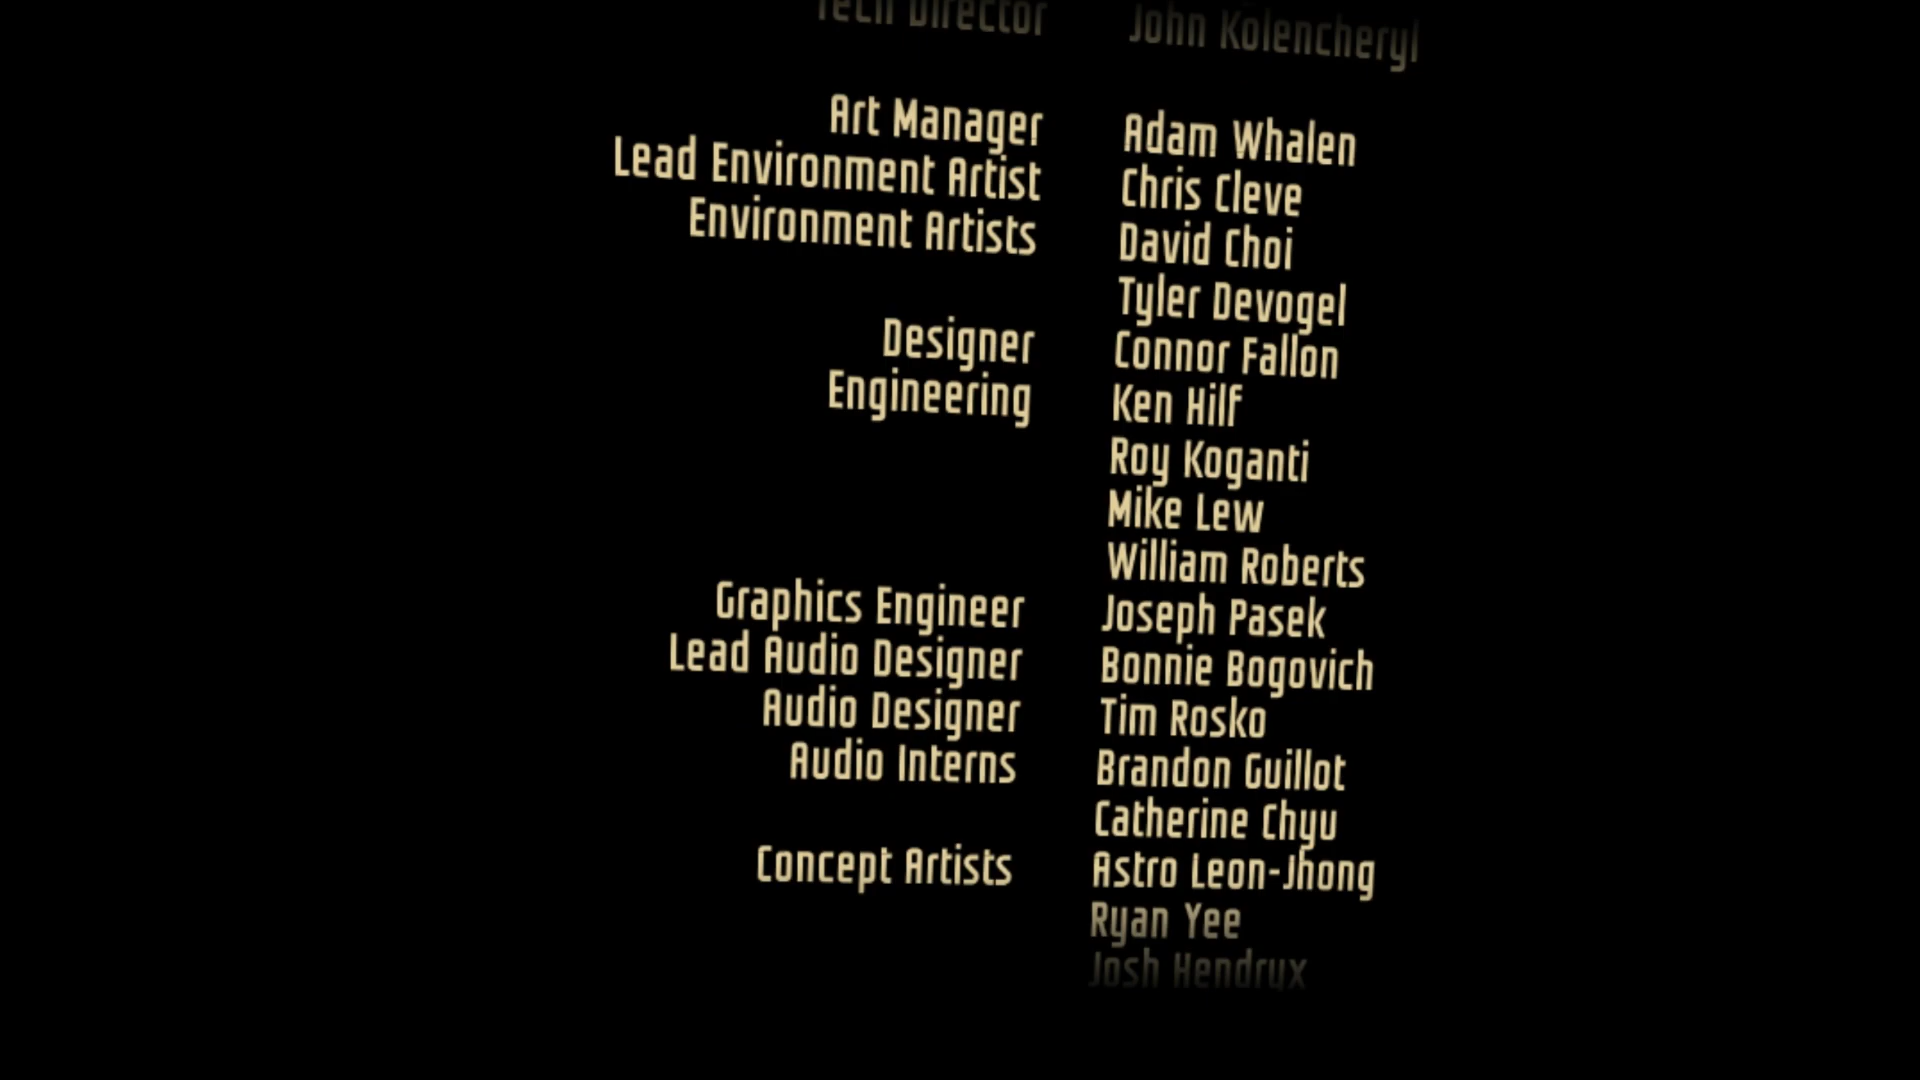 Tech Director John Kolencheryl
Art Manager Adam Whalen
Lead Environment Artist Chris Cleve
Environment Artists David Choi
Tyler Devogel
Designer Connor Fallon
Engineering Ken Hilf
Roy Koganti
Mike Lew
William Roberts
Graphics Engineer Joseph Pasek
Lead Audio Designer Bonnie Bogovich
Audio Designer Tim Rosko
Audio Interns Brandon Guillot
Catherine Chyu
Concept Artists Astro Leon-Jhong
Ryan Yee
Josh Hendryx